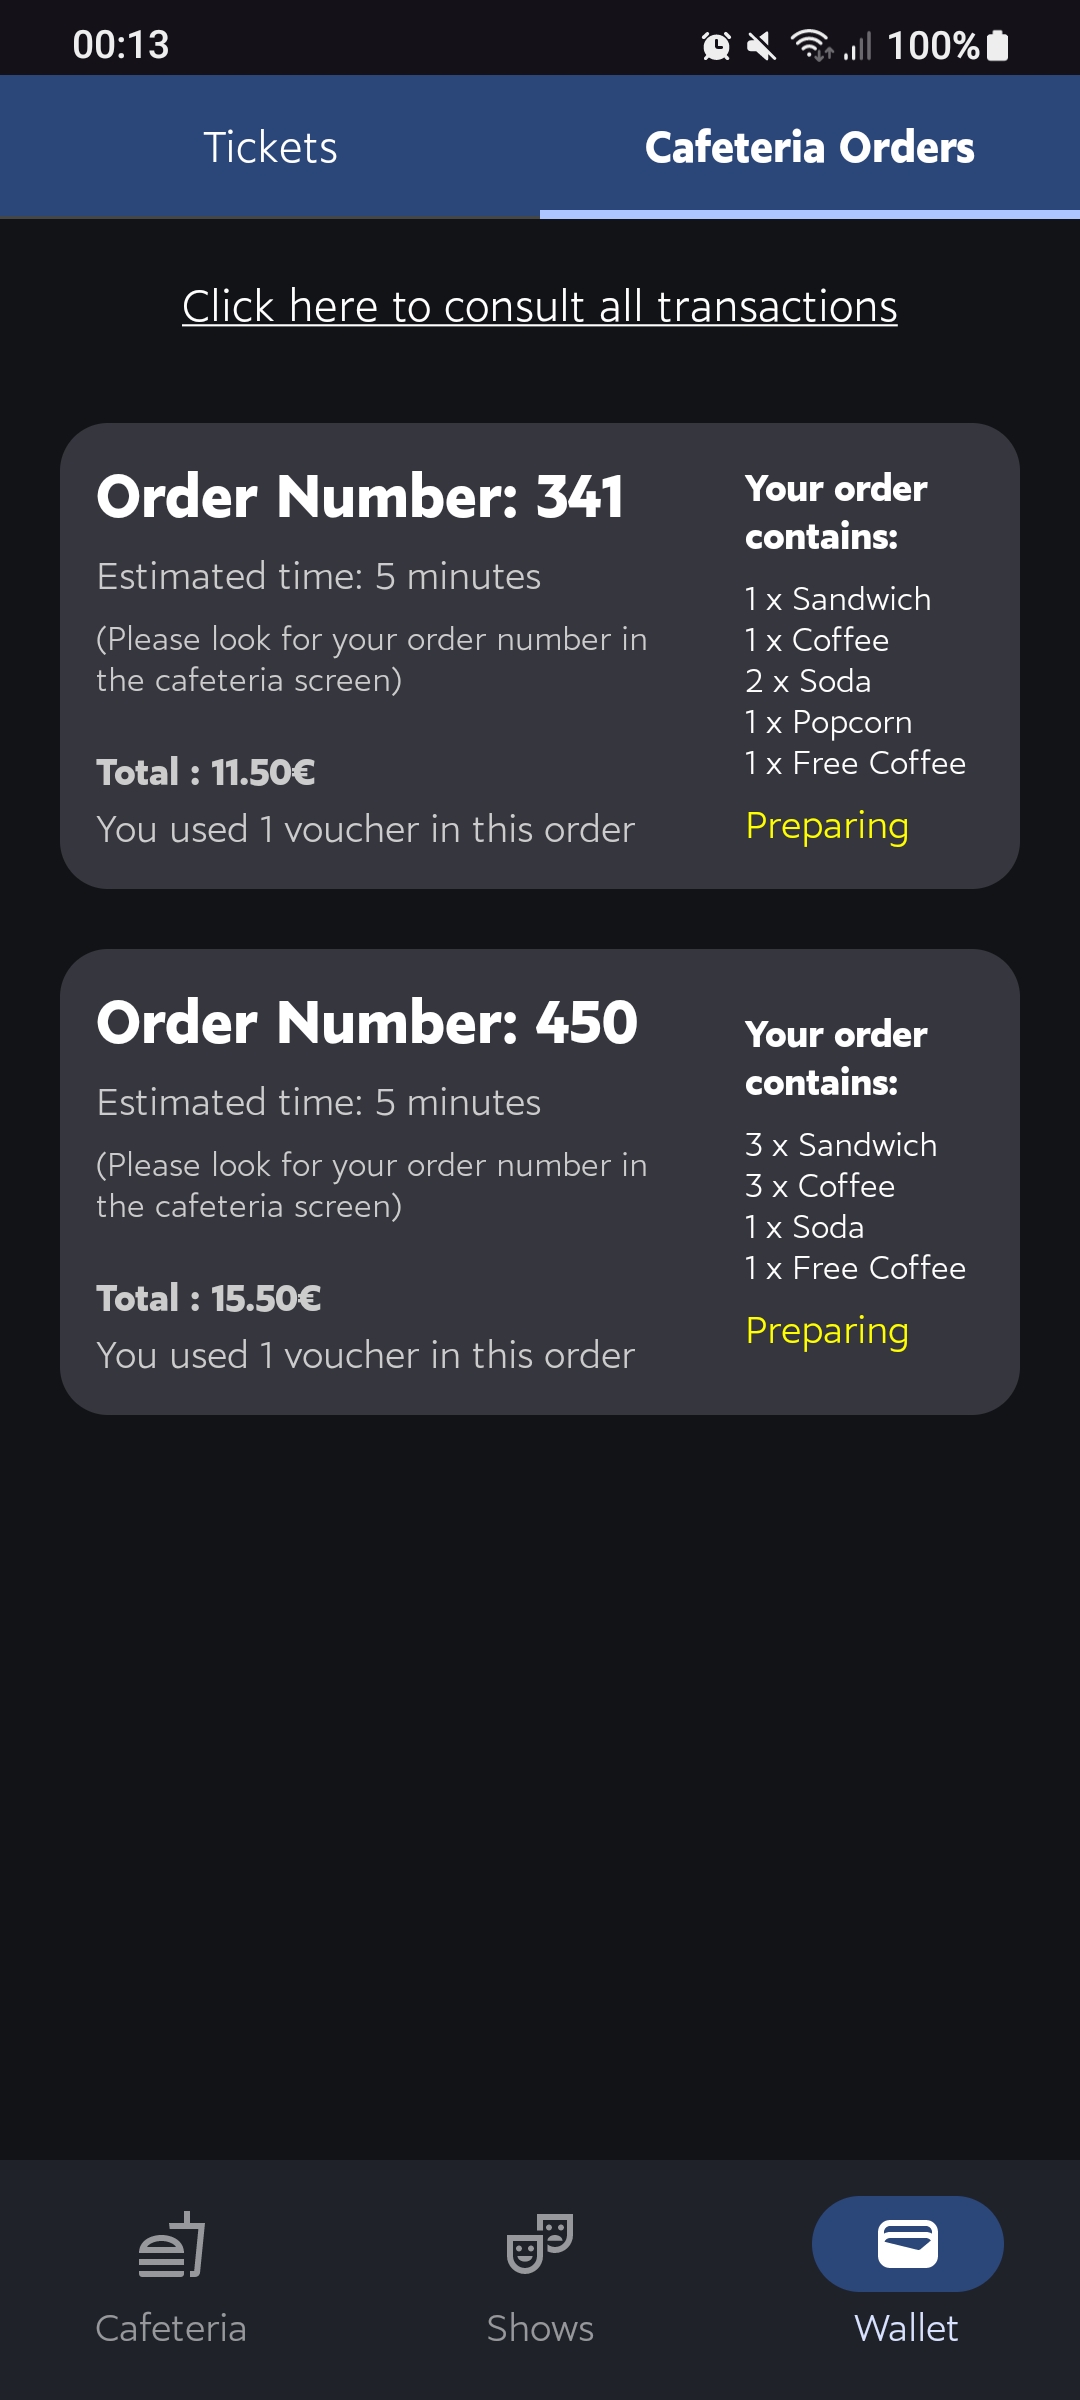 00:13
100%
Tickets
Cafeteria Orders
Click here to consult all transactions
Order Number: 341
Estimated time: 5 minutes
(Please look for your order number in
the cafeteria screen)
Total : 11.50€
You used 1 voucher in this order
Your order
contains:
1 x Sandwich
1 x Coffee
2 x Soda
1 x Popcorn
1 x Free Coffee
Preparing
Order Number: 450
Estimated time: 5 minutes
(Please look for your order number in
the cafeteria screen)
Total : 15.50€
You used 1 voucher in this order
Your order
contains:
3 x Sandwich
3 x Coffee
1 x Soda
1 x Free Coffee
Preparing
Cafeteria
Shows
Wallet